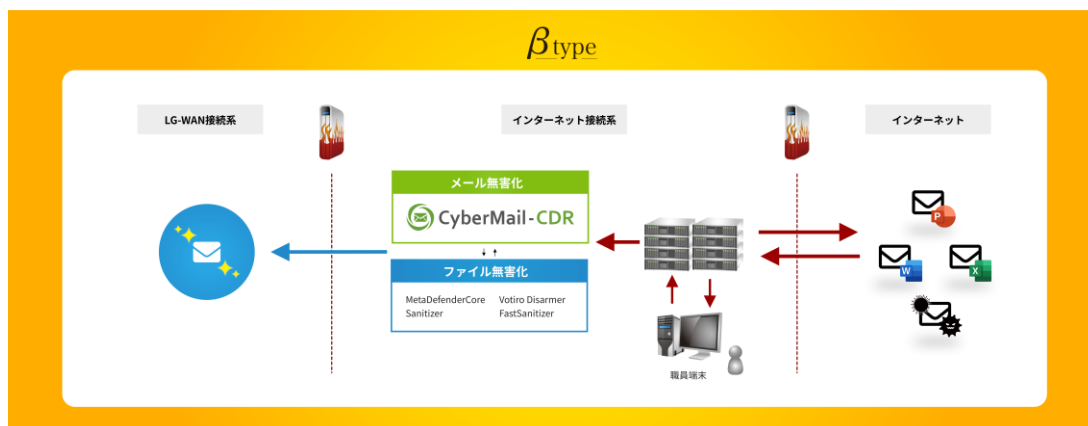 βtype
LG-WAN接続系
インターネット接続系
インターネット
メール無害化
CyberMail-CDR
ファイル無害化
MetaDefenderCore
Sanitizer
Votiro Disarmer
FastSanitizer
職員端末
P
W
X